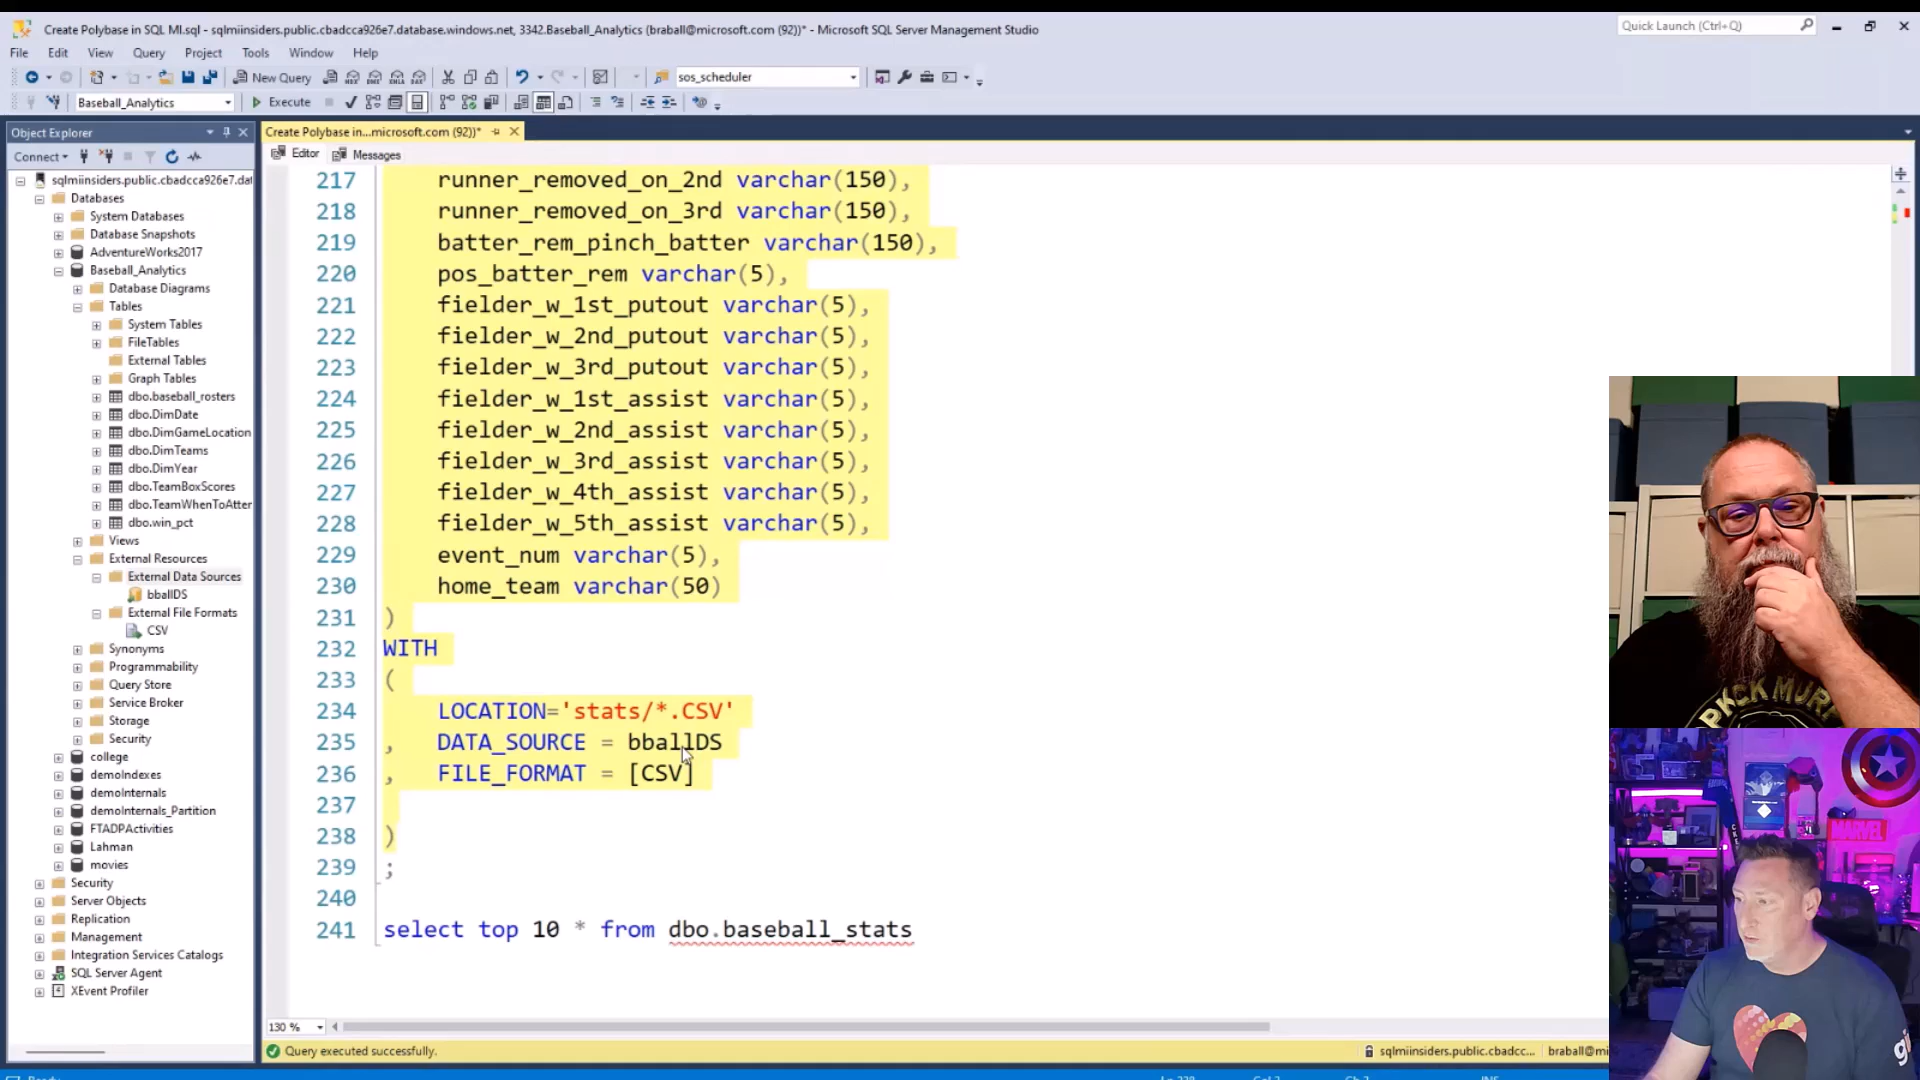 Create Polybase in SQL MI.sql - sqlmiinsiders.public.cbadcca926e7.database.windows.net, 3342.Baseball_Analytics (braball@microsoft.com (92))* - Microsoft SQL Server Management Studio
Quick Launch (Ctrl+Q)
File Edit View Query Project Tools Window Help
New Query
sos_scheduler
Baseball_Analytics
Execute
Object Explorer
Create Polybase in...microsoft.com (92))*
Connect
Editor
Messages
sqlmiinsiders.public.cbadcca926e7.dat
Databases
System Databases
Database Snapshots
AdventureWorks2017
Baseball_Analytics
Database Diagrams
Tables
System Tables
FileTables
External Tables
Graph Tables
dbo.baseball_rosters
dbo.DimDate
dbo.DimGameLocation
dbo.DimTeams
dbo.DimYear
dbo.TeamBoxScores
dbo.TeamWhenToAtter
dbo.win_pct
Views
External Resources
External Data Sources
bballDS
External File Formats
CSV
Synonyms
Programmability
Query Store
Service Broker
Storage
Security
college
demoIndexes
demoInternals
demoInternals_Partition
FTADPActivities
Lahman
movies
Security
Server Objects
Replication
Management
Integration Services Catalogs
SQL Server Agent
XEvent Profiler
217 runner_removed_on_2nd varchar(150),
218 runner_removed_on_3rd varchar(150),
219 batter_rem_pinch_batter varchar(150),
220 pos_batter_rem varchar(5),
221 fielder_w_1st_putout varchar(5),
222 fielder_w_2nd_putout varchar(5),
223 fielder_w_3rd_putout varchar(5),
224 fielder_w_1st_assist varchar(5),
225 fielder_w_2nd_assist varchar(5),
226 fielder_w_3rd_assist varchar(5),
227 fielder_w_4th_assist varchar(5),
228 fielder_w_5th_assist varchar(5),
229 event_num varchar(5),
230 home_team varchar(50)
231 )
232 WITH
233 (
234 LOCATION='stats/*.CSV'
235 , DATA_SOURCE = bballDS
236 , FILE_FORMAT = [CSV]
237
238 )
239 ;
240
241 select top 10 * from dbo.baseball_stats
130 %
Query executed successfully.
sqlmiinsiders.public.cbadcc...
braball@mi
MARVEL